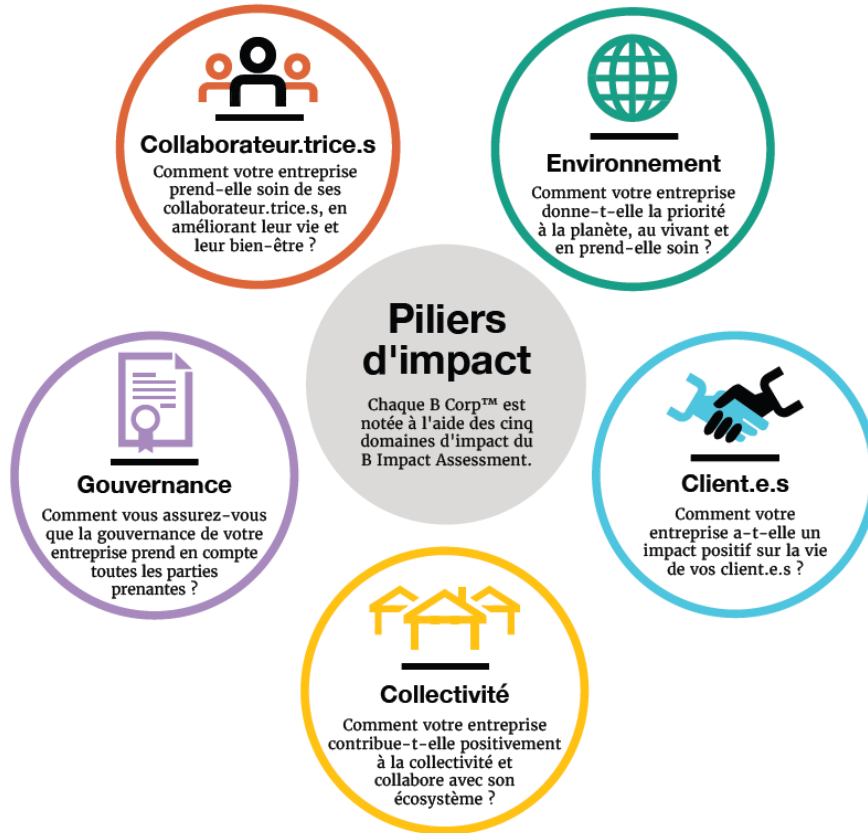 Collaborateur.trice.s
Comment votre entreprise
prend-elle soin de ses
collaborateur.trice.s, en
améliorant leur vie et
leur bien-être ?
Environnement
Comment votre entreprise
donne-t-elle la priorité
à la planète, au vivant et
en prend-elle soin ?
Piliers
d'impact
Chaque B Corp™ est
notée à l'aide des cinq
domaines d'impact du
B Impact Assessment.
Gouvernance
Comment vous assurez-vous
que la gouvernance de votre
entreprise prend en compte
toutes les parties
prenantes ?
Client.e.s
Comment votre
entreprise a-t-elle un
impact positif sur la vie
de vos client.e.s ?
Collectivité
Comment votre entreprise
contribue-t-elle positivement
à la collectivité et
collabore avec son
écosystème ?